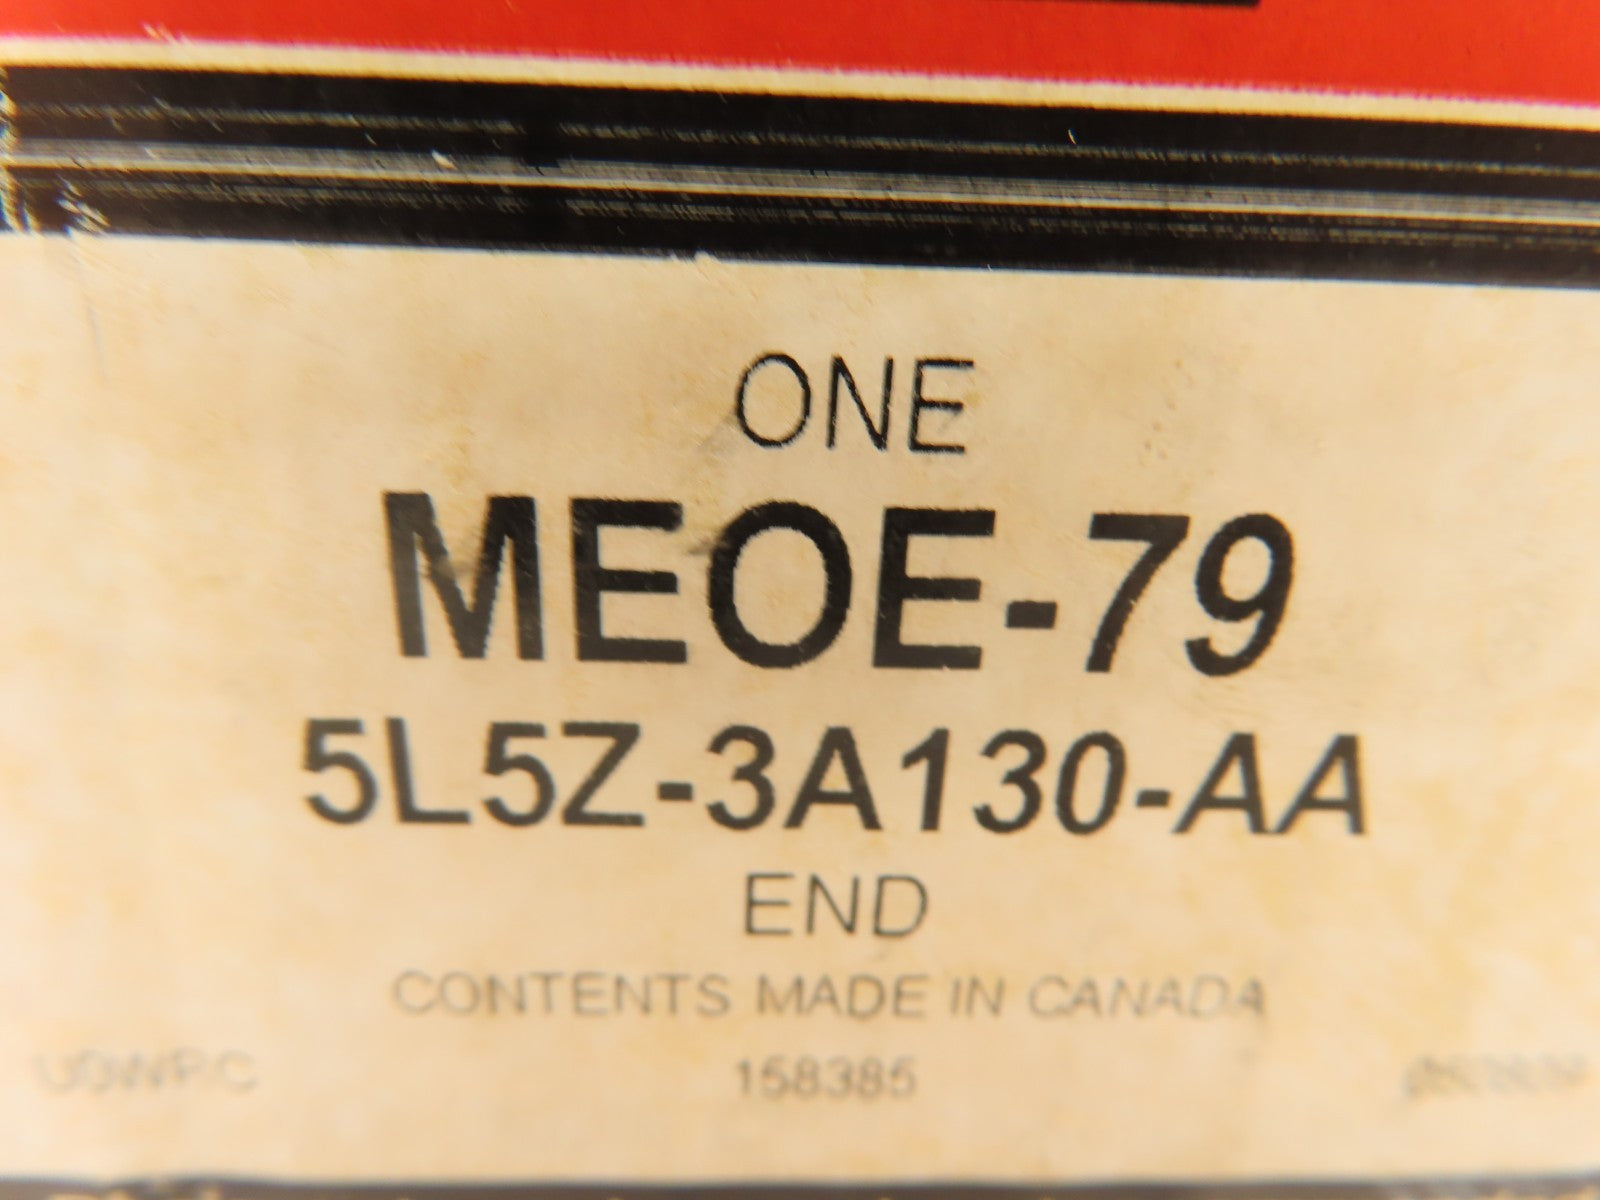 ONE
MEOE-79
5L5Z-3A130-AA
END
CONTENTS MADE IN CANADA
158385